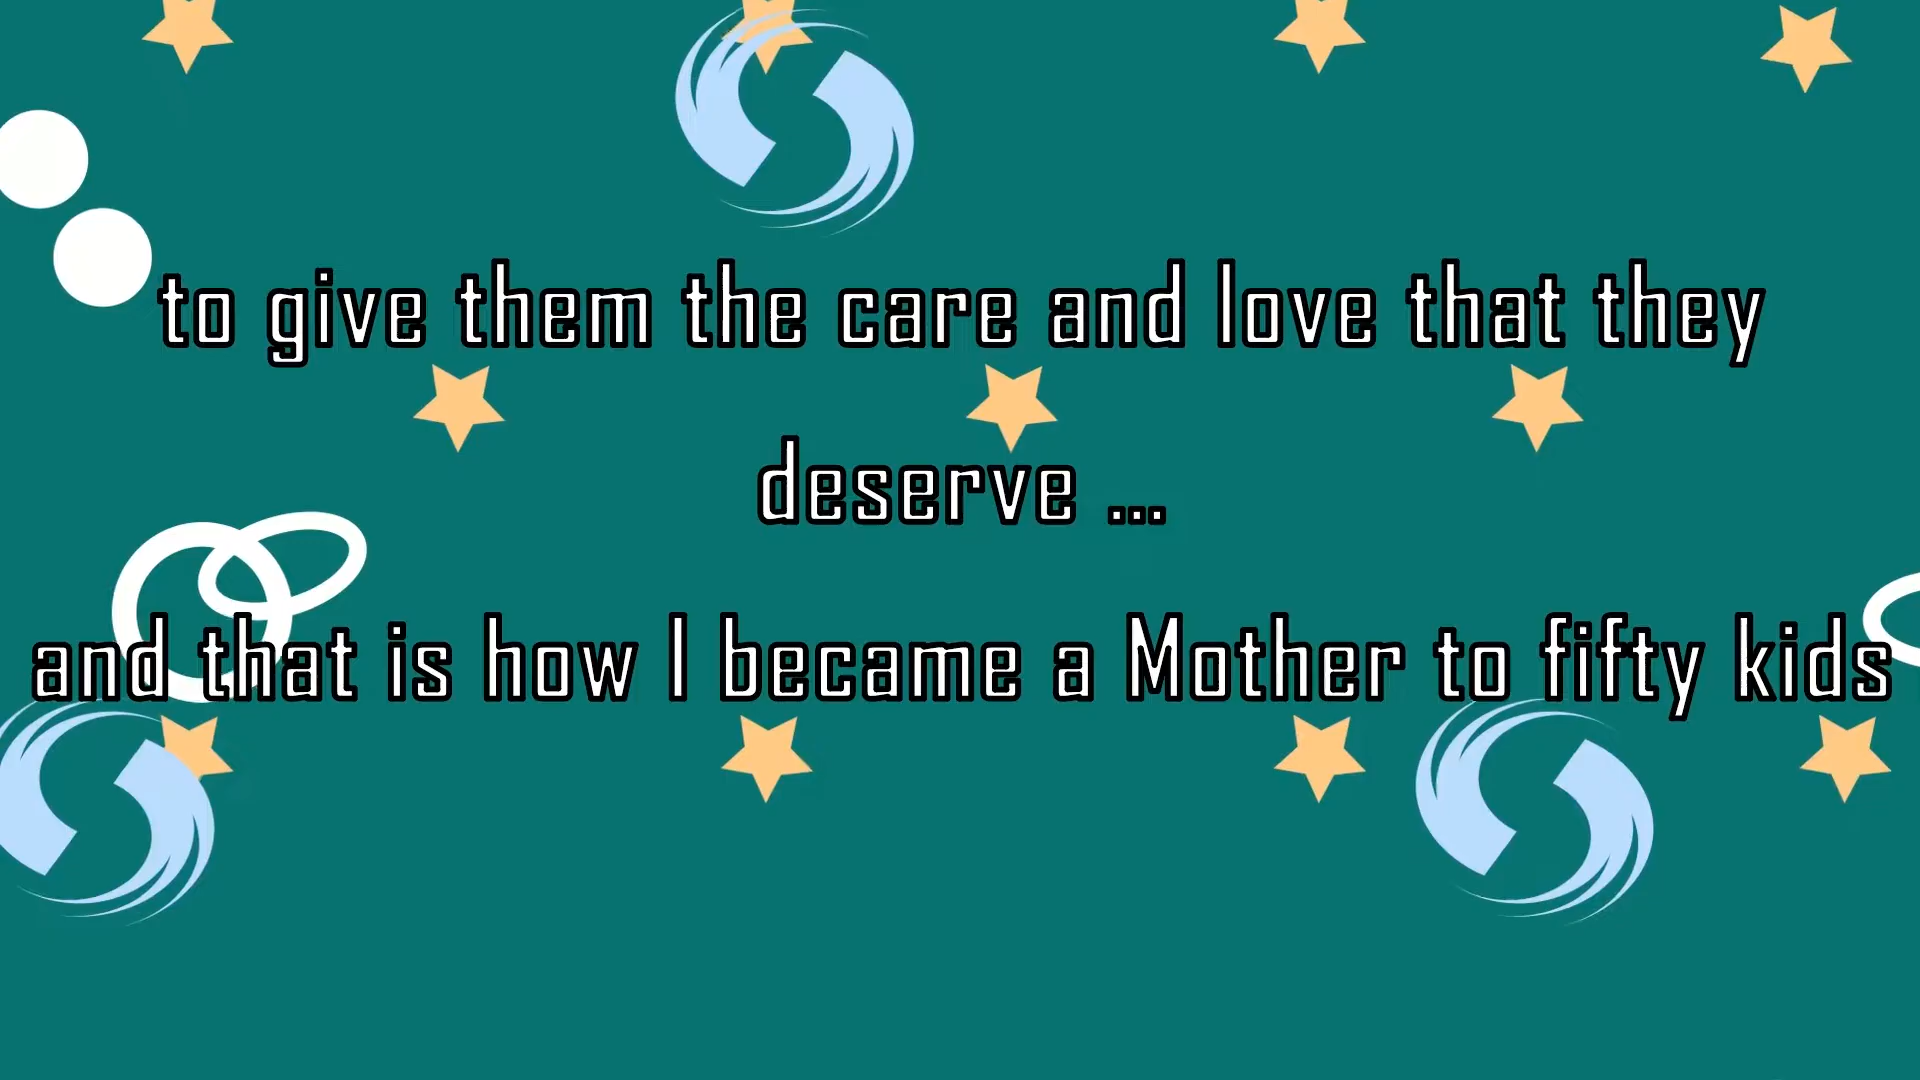 to give them the care and love that they
deserve ...
and that is how I became a Mother to fifty kids